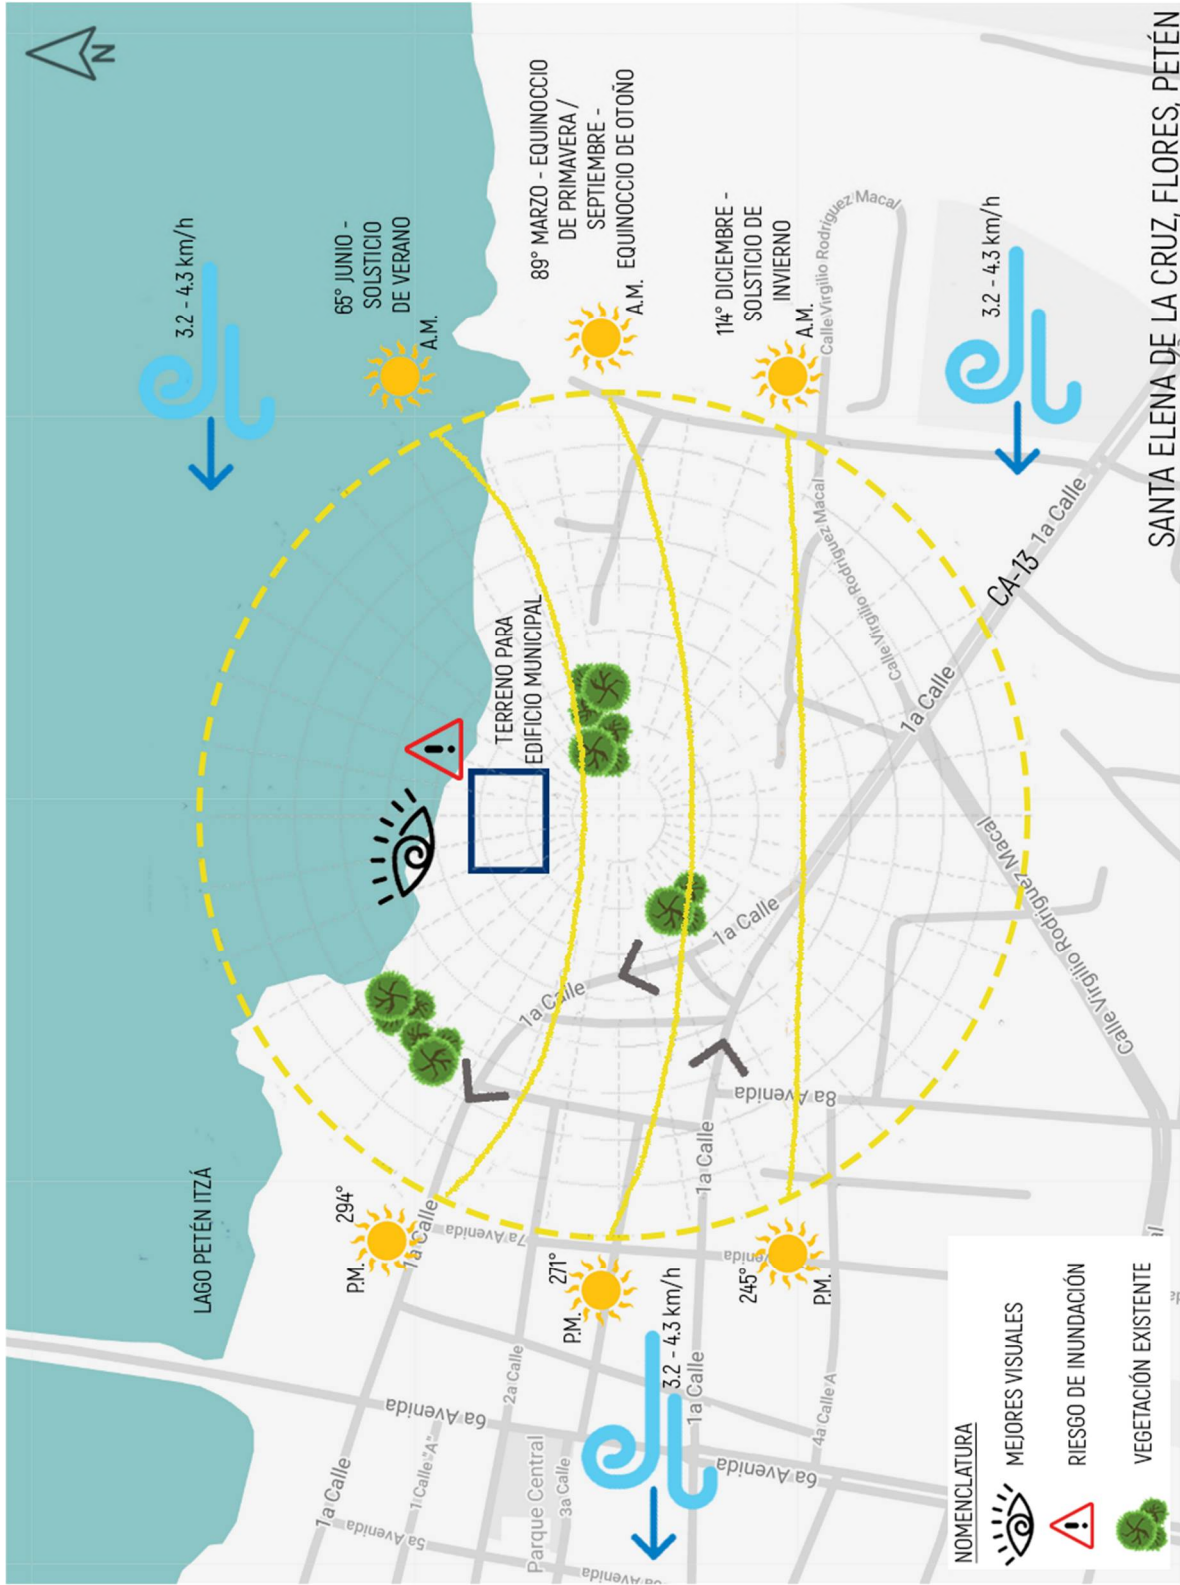 N
3.2 - 4.3 km/h
65° JUNIO -
SOLSTICIO
DE VERANO
A.M.
89° MARZO - EQUINOCCIO
DE PRIMAVERA /
SEPTIEMBRE -
EQUINOCCIO DE OTOÑO
A.M.
114° DICIEMBRE -
SOLSTICIO DE
INVIERNO
A.M.
3.2 - 4.3 km/h
SANTA ELENA DE LA CRUZ, FLORES, PETÉN
Calle Virgilio Rodríguez Macal
Calle Virgilio Rodríguez Macal
CA-13
1a Calle
1a Calle
TERRENO PARA
EDIFICIO MUNICIPAL
1a Calle
1a Calle
Calle Virgilio Rodríguez Macal
8a Avenida
1a Calle
LAGO PETÉN ITZÁ
294°
P.M.
1a Calle
7a Avenida
271°
P.M.
245°
P.M.
Avenida
3.2 - 4.3 km/h
1a Calle
6a Avenida
2a Calle
1 Calle "A"
1a Calle
5a Avenida
Parque Central
3a Calle
6a Avenida
4a Calle A
NOMENCLATURA
MEJORES VISUALES
RIESGO DE INUNDACIÓN
VEGETACIÓN EXISTENTE